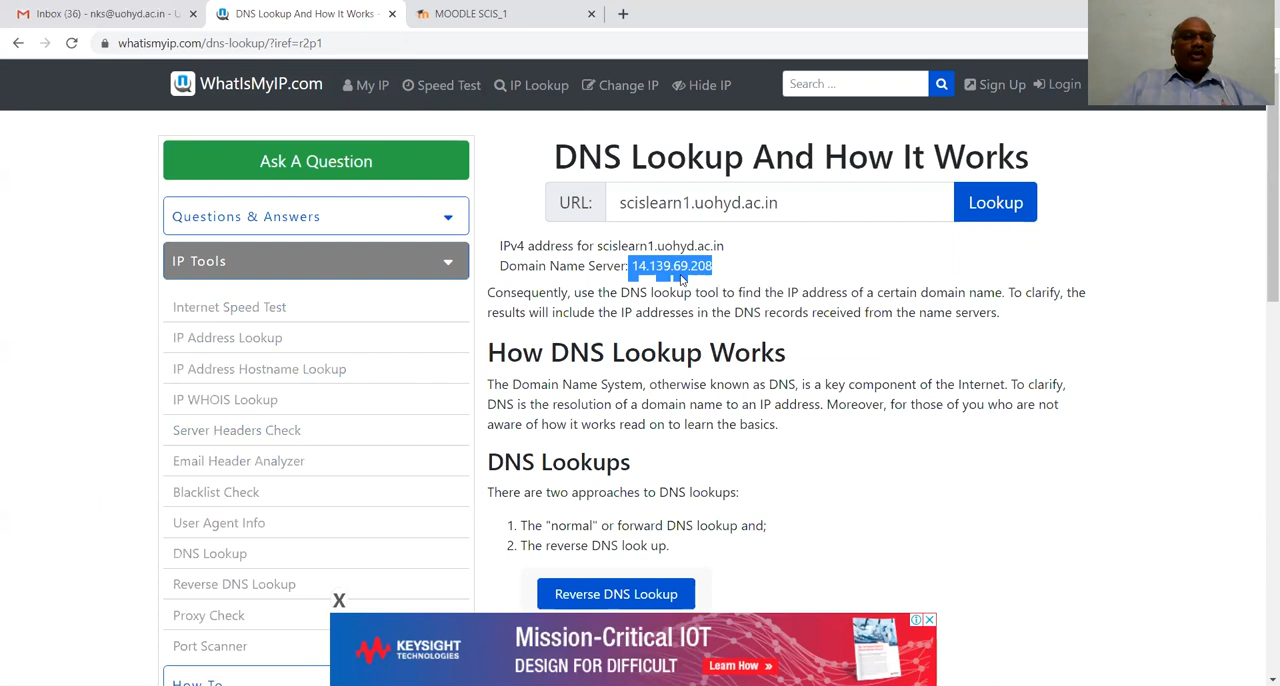 Inbox (36) - nks@uohyd.ac.in - U
DNS Lookup And How It Works -
MOODLE SCIS_1
whatismyip.com/dns-lookup/?iref=r2p1
WhatIsMyIP.com
My IP
Speed Test
IP Lookup
Change IP
Hide IP
Search ...
Sign Up
Login
Ask A Question
Questions & Answers
IP Tools
Internet Speed Test
IP Address Lookup
IP Address Hostname Lookup
IP WHOIS Lookup
Server Headers Check
Email Header Analyzer
Blacklist Check
User Agent Info
DNS Lookup
Reverse DNS Lookup
Proxy Check
Port Scanner
How To
DNS Lookup And How It Works
URL: scislearn1.uohyd.ac.in Lookup
IPv4 address for scislearn1.uohyd.ac.in
Domain Name Server: 14.139.69.208
Consequently, use the DNS lookup tool to find the IP address of a certain domain name. To clarify, the
results will include the IP addresses in the DNS records received from the name servers.
How DNS Lookup Works
The Domain Name System, otherwise known as DNS, is a key component of the Internet. To clarify,
DNS is the resolution of a domain name to an IP address. Moreover, for those of you who are not
aware of how it works read on to learn the basics.
DNS Lookups
There are two approaches to DNS lookups:
1. The "normal" or forward DNS lookup and;
2. The reverse DNS look up.
Reverse DNS Lookup
X
KEYSIGHT
TECHNOLOGIES
Mission-Critical IOT
DESIGN FOR DIFFICULT
Learn How »